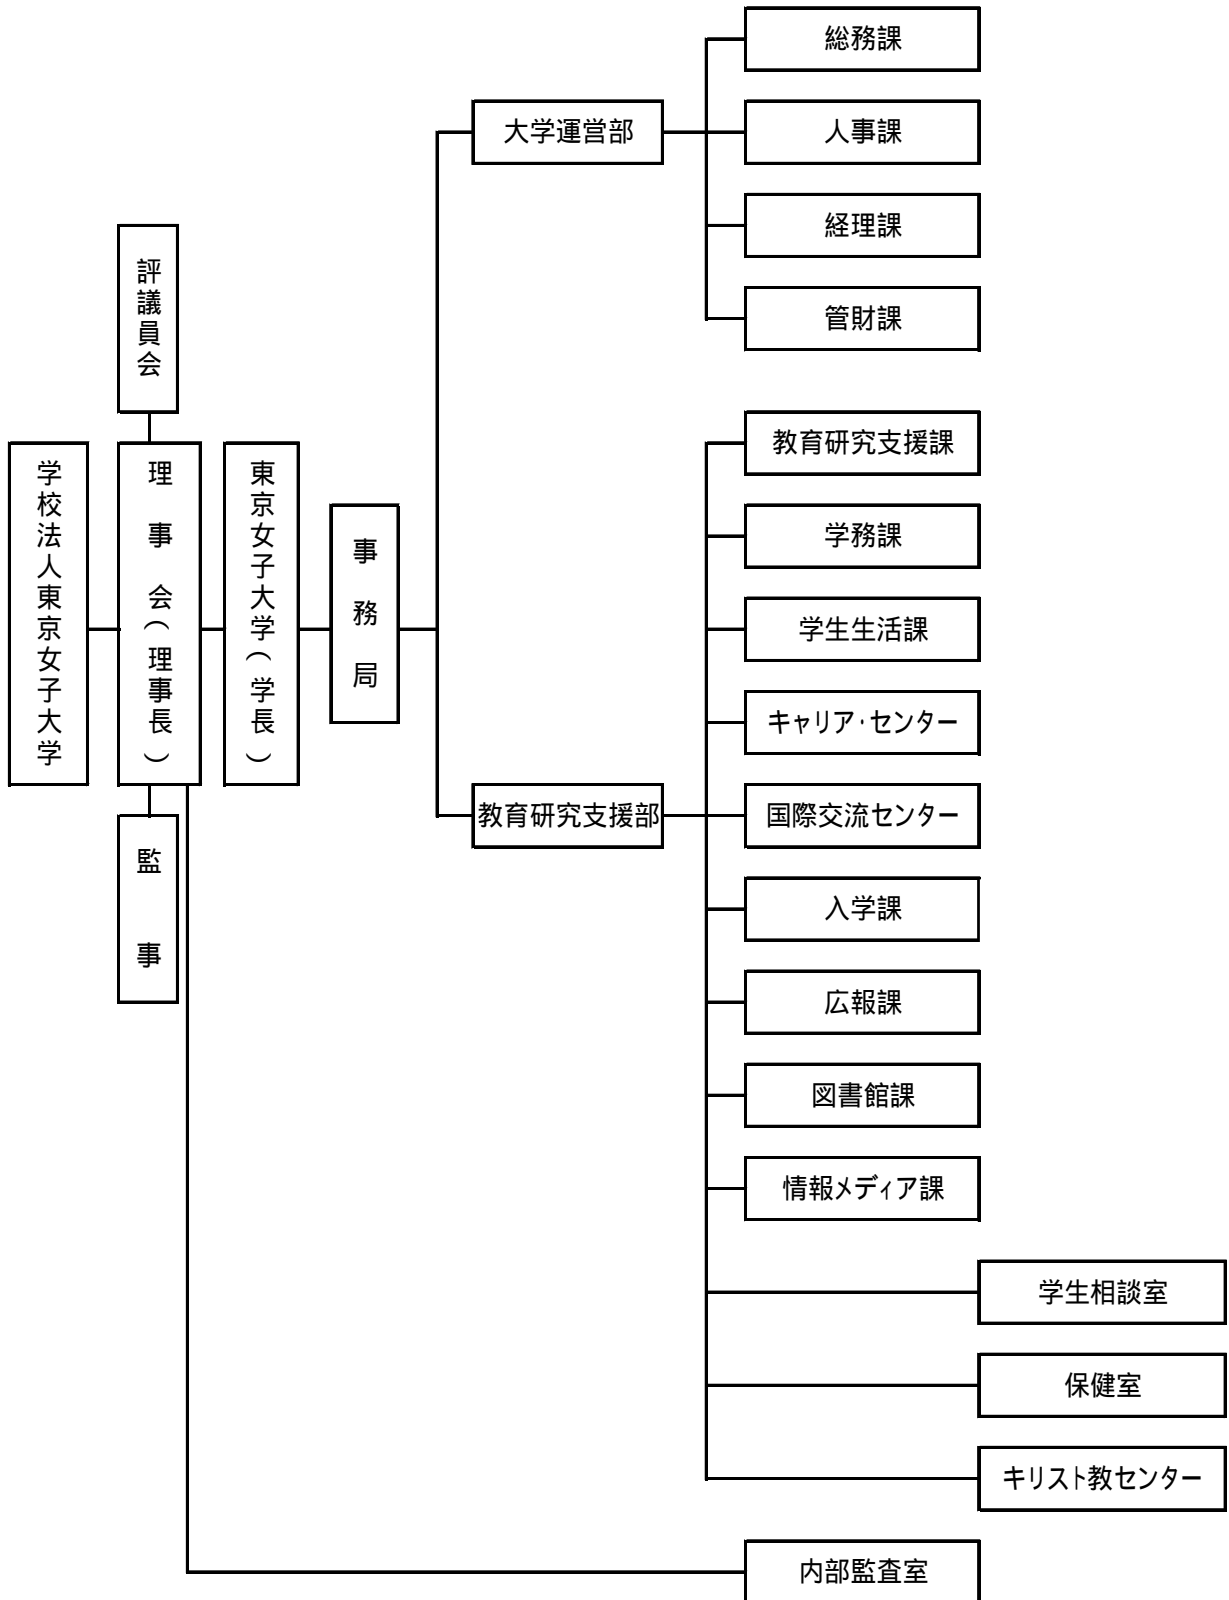 総務課
大学運営部
人事課
経理課
管財課
評議員会
学校法人東京女子大学
理事会(理事長)
東京女子大学(学長)
事務局
監事
教育研究支援課
学務課
学生生活課
キャリア・センター
教育研究支援部
国際交流センター
入学課
広報課
図書館課
情報メディア課
学生相談室
保健室
キリスト教センター
内部監査室